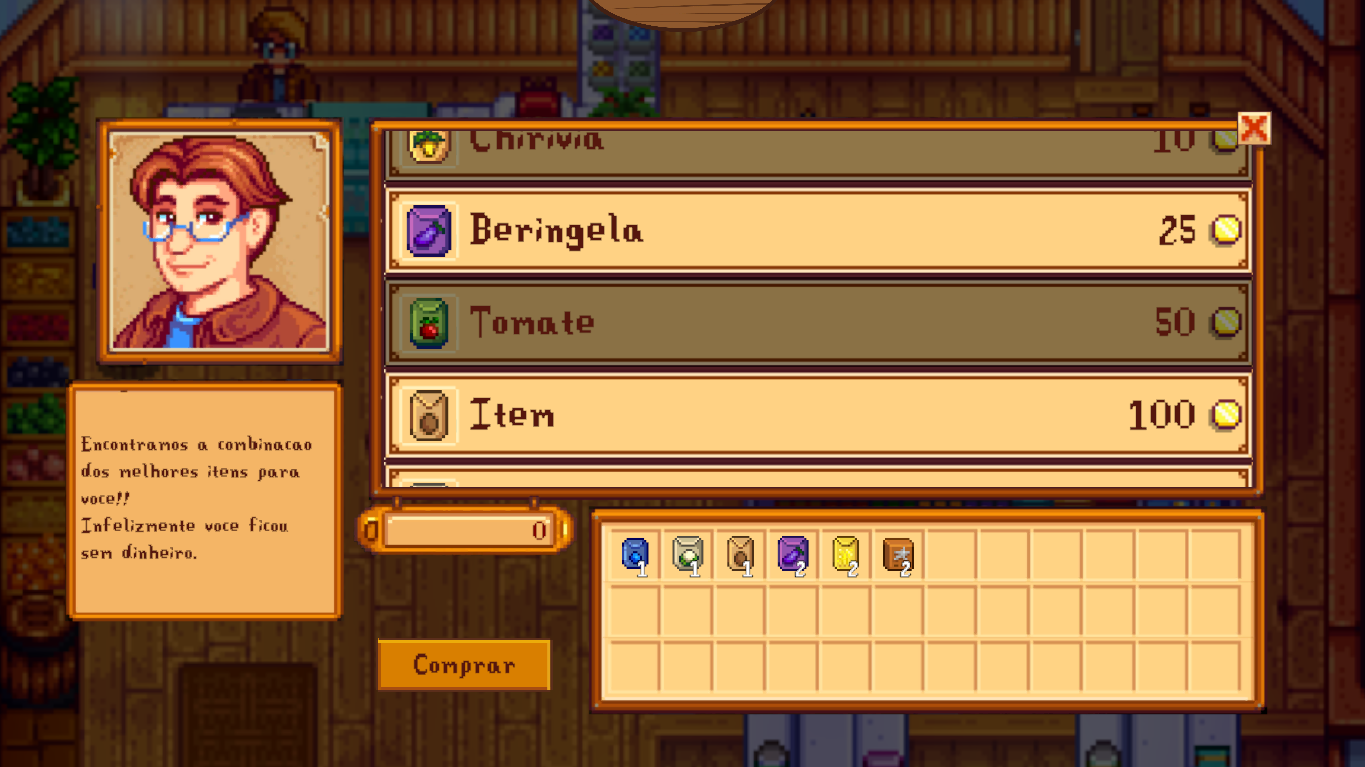 Chirivia 10
Beringela 25
Tomate 50
Item 100
Encontramos a combinacao
dos melhores itens para
voce!!
Infelizmente voce ficou
sem dinheiro.
0
1 1 1 2 2 2
Comprar